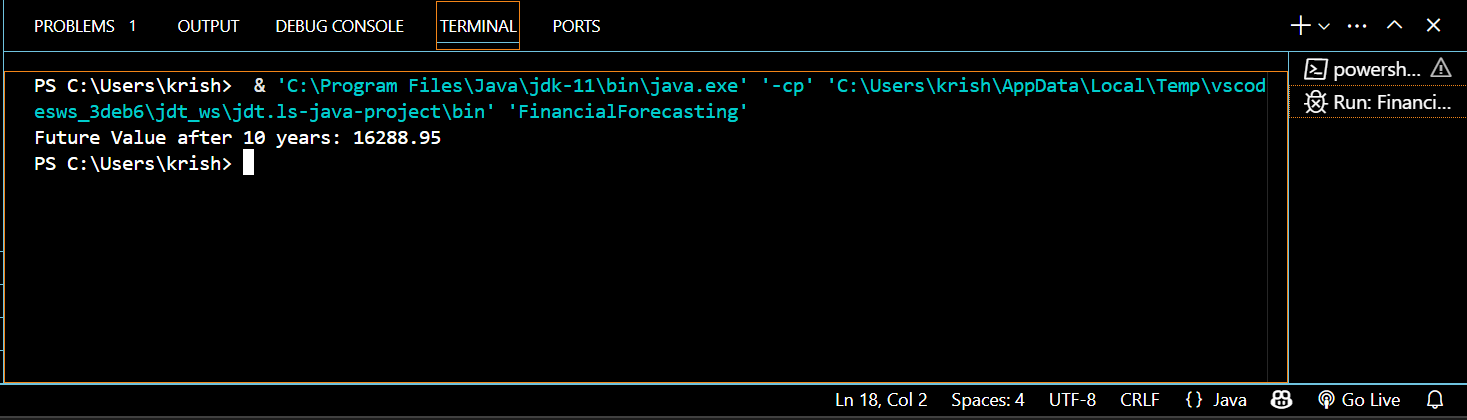 PROBLEMS 1 OUTPUT DEBUG CONSOLE TERMINAL PORTS
PS C:\Users\krish>  & 'C:\Program Files\Java\jdk-11\bin\java.exe' '-cp' 'C:\Users\krish\AppData\Local\Temp\vscod
esws_3deb6\jdt_ws\jdt.ls-java-project\bin' 'FinancialForecasting'
Future Value after 10 years: 16288.95
PS C:\Users\krish>
powersh...
Run: Financi...
Ln 18, Col 2 Spaces: 4 UTF-8 CRLF {} Java Go Live